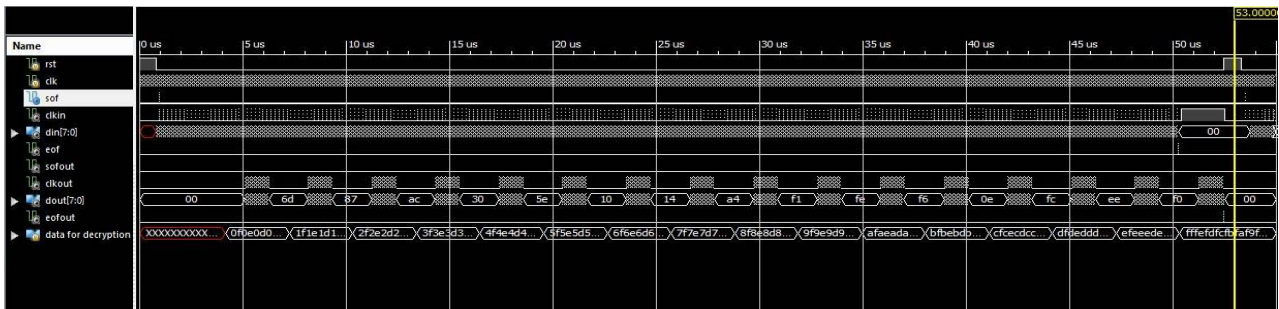 53.0000
Name
0 us 5 us 10 us 15 us 20 us 25 us 30 us 35 us 40 us 45 us 50 us
rst
clk
sof
clkin
din[7:0] 00
eof
sofout
clkout
dout[7:0] 00 6d 87 ac 30 5e 10 14 a4 f1 fe f6 0e fc ee f0 00
eofout
data for decryption XXXXXXXXXX... 0f0e0d0... 1f1e1d1... 2f2e2d2... 3f3e3d3... 4f4e4d4... 5f5e5d5... 6f6e6d6... 7f7e7d7... 8f8e8d8... 9f9e9d9... afaeada... bfbebdb... cfcecdcc... dfdeddd... efeeede... fffefdfcfbfaf9f...